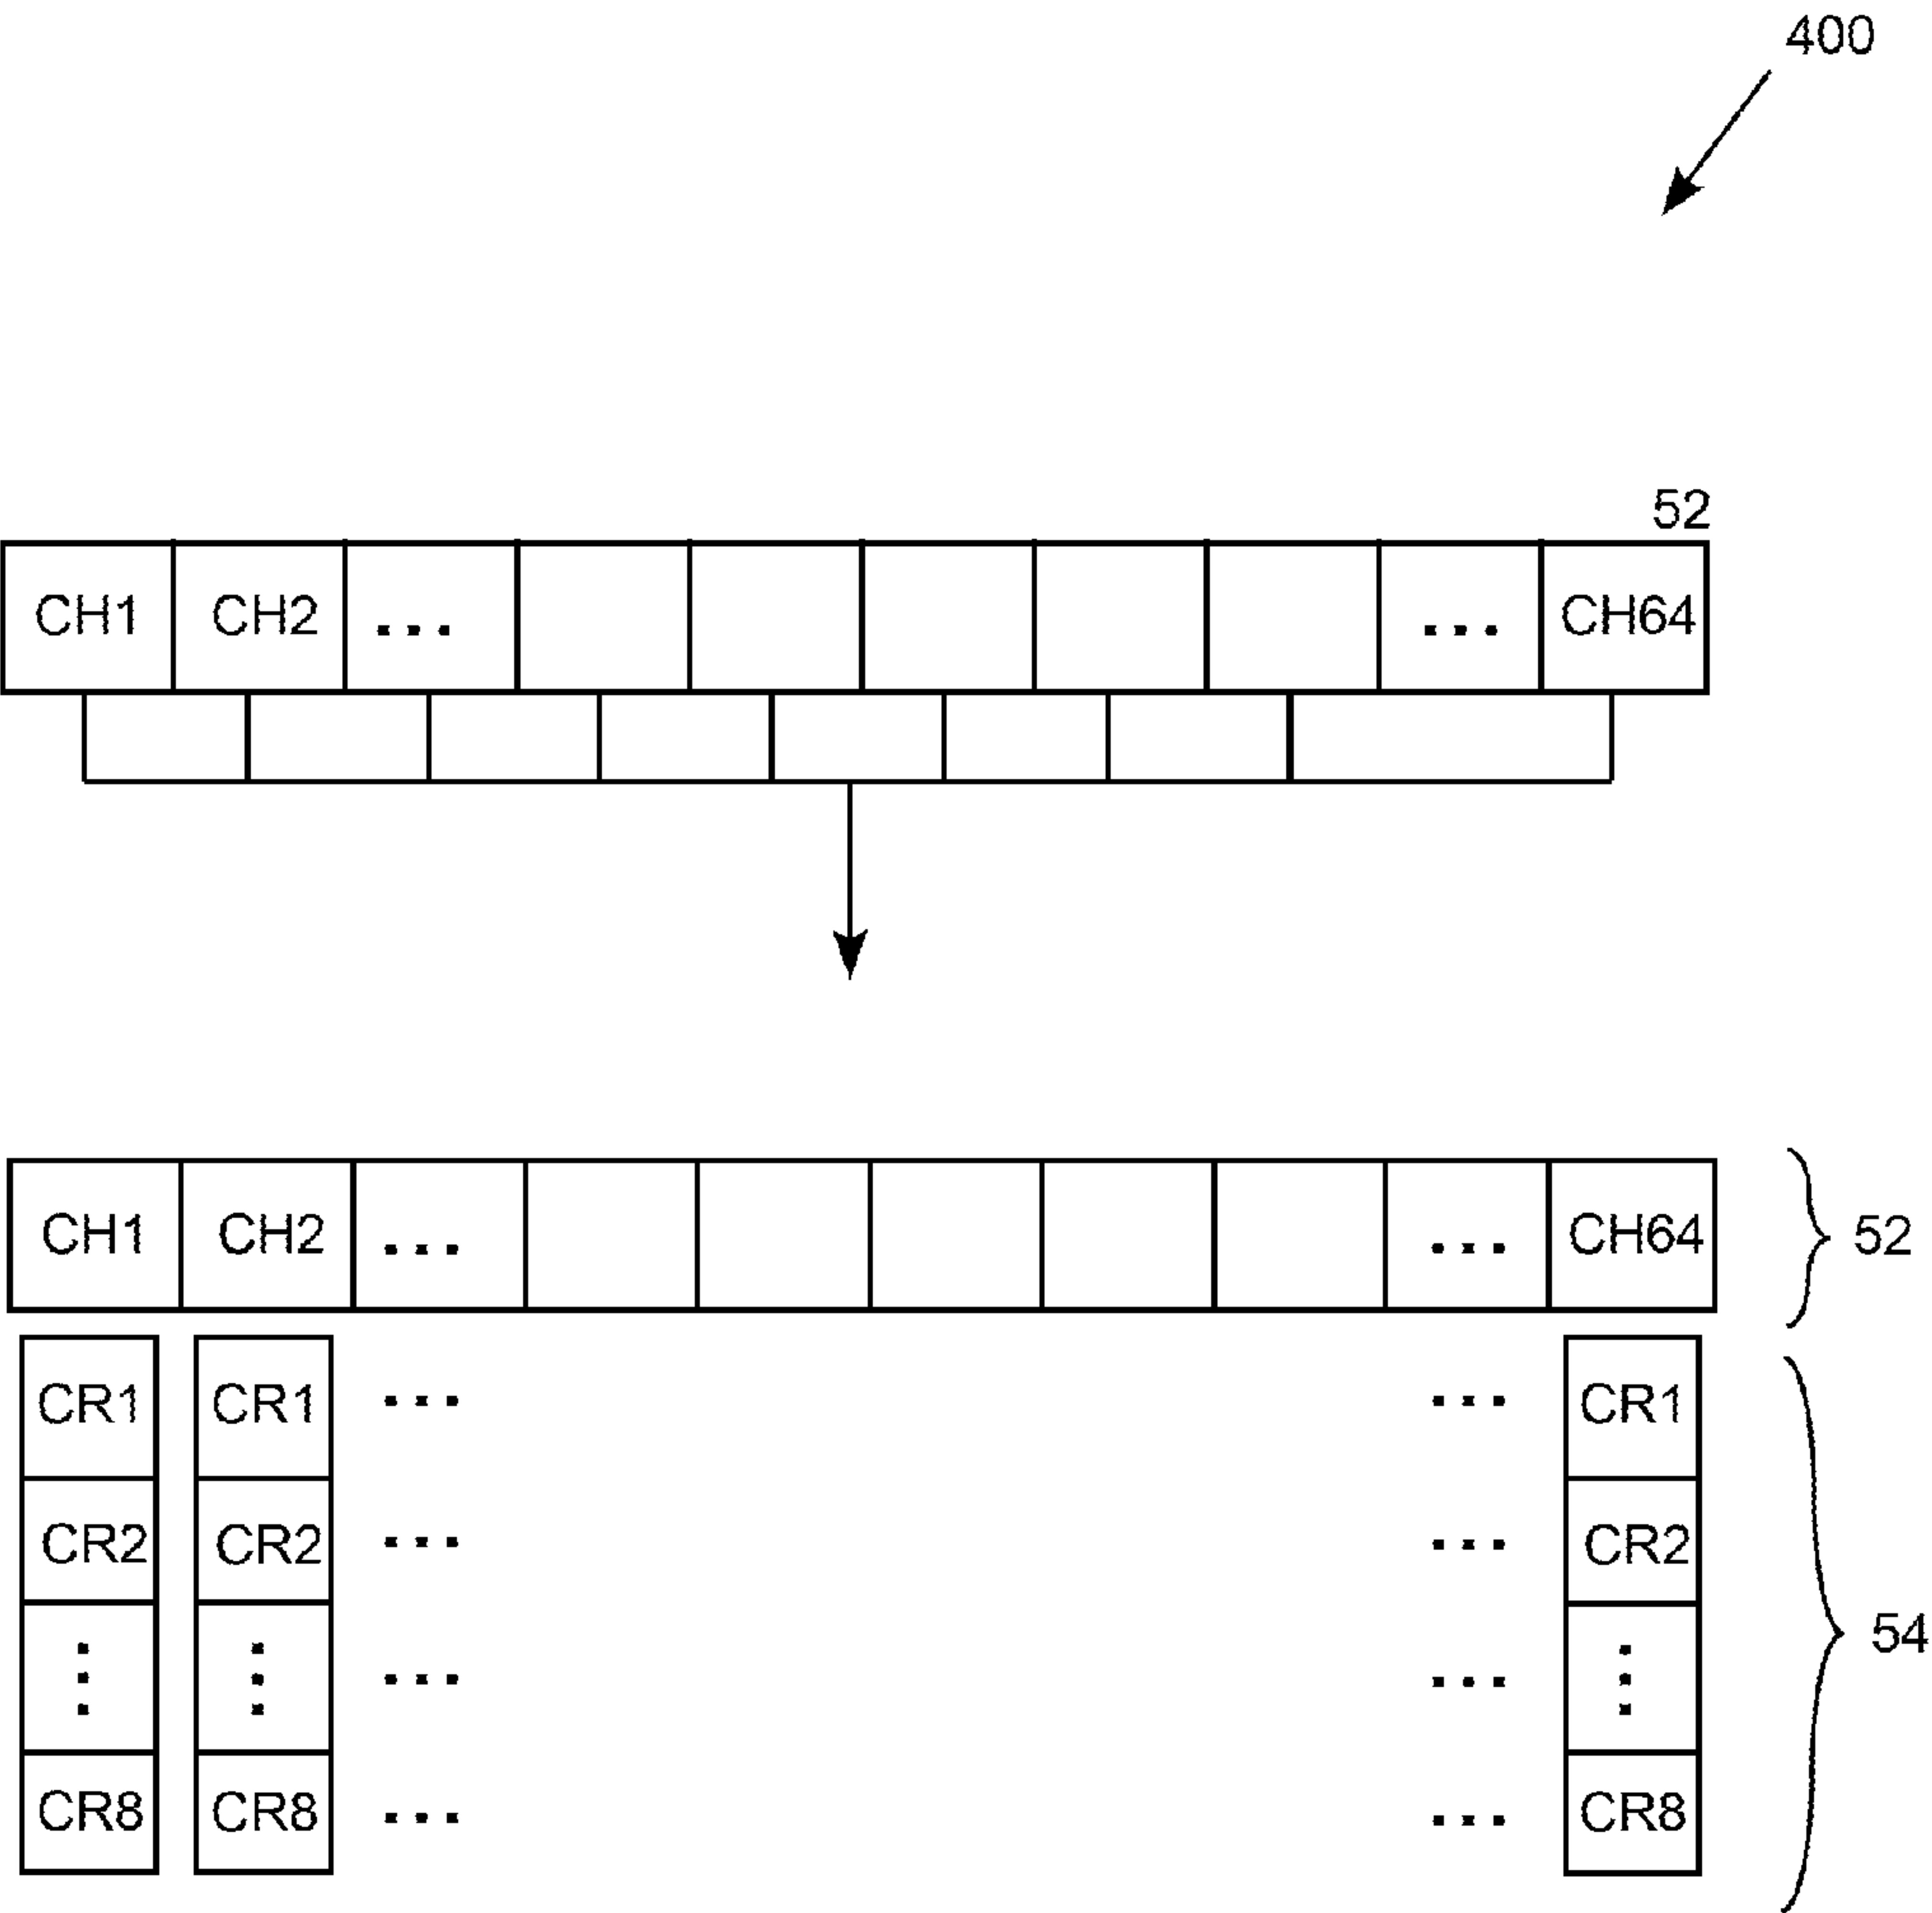 400
52
CH1 CH2 ... ... CH64
CH1 CH2 ... ... CH64 52
CR1 CR1 ... ... CR1
CR2 CR2 ... ... CR2
⋮ ⋮ ... ... ⋮ 54
CR8 CR8 ... ... CR8